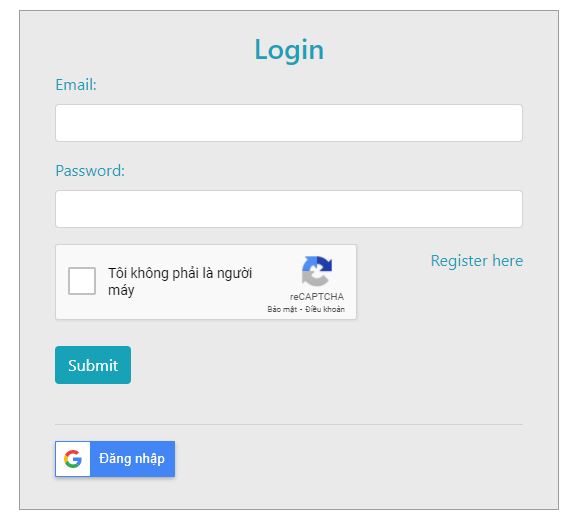 Login
Email:
Password:
Tôi không phải là người
máy
reCAPTCHA
Bảo mật - Điều khoản
Register here
Submit
Đăng nhập